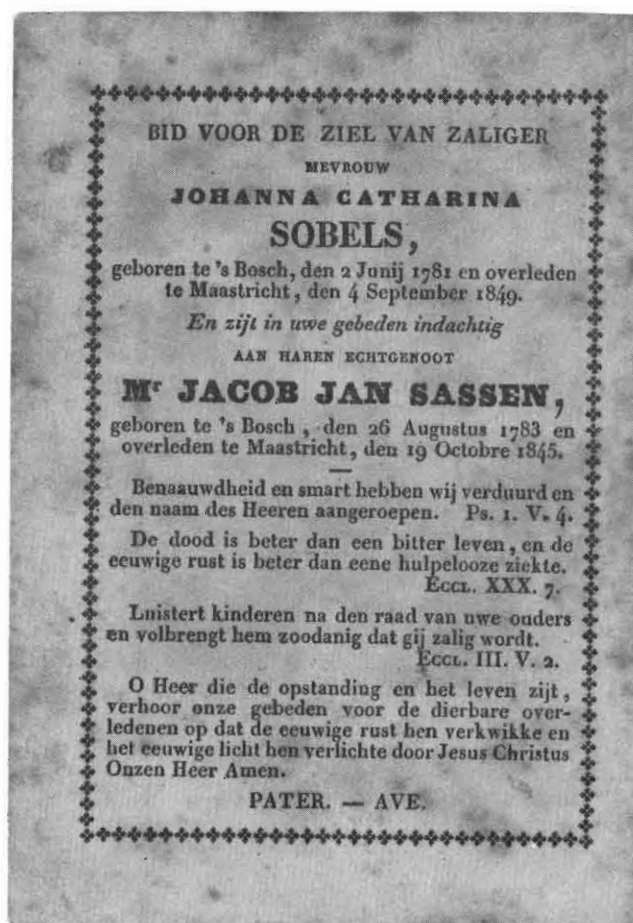 BID VOOR DE ZIEL VAN ZALIGER
MEVROUW
JOHANNA CATHARINA
SOBELS,
geboren te 's Bosch, den 2 Junij 1781 en overleden
te Maastricht, den 4 September 1849.
En zijt in uwe gebeden indachtig
AAN HAREN ECHTGENOOT
Mr JACOB JAN SASSEN,
geboren te 's Bosch, den 26 Augustus 1783 en
overleden te Maastricht, den 19 Octobre 1845.
Benaauwdheid en smart hebben wij verduurd en
den naam des Heeren aangeroepen. Ps. 1. V. 4.
De dood is beter dan een bitter leven, en de
eeuwige rust is beter dan eene hulpelooze ziekte.
ECCL. XXX. 7.
Luistert kinderen na den raad van uwe ouders
en volbrengt hem zoodanig dat gij zalig wordt.
ECCL. III. V. 2.
O Heer die de opstanding en het leven zijt,
verhoor onze gebeden voor de dierbare over-
ledenen op dat de eeuwige rust hen verkwikke en
het eeuwige licht hen verlichte door Jesus Christus
Onzen Heer Amen.
PATER. — AVE.